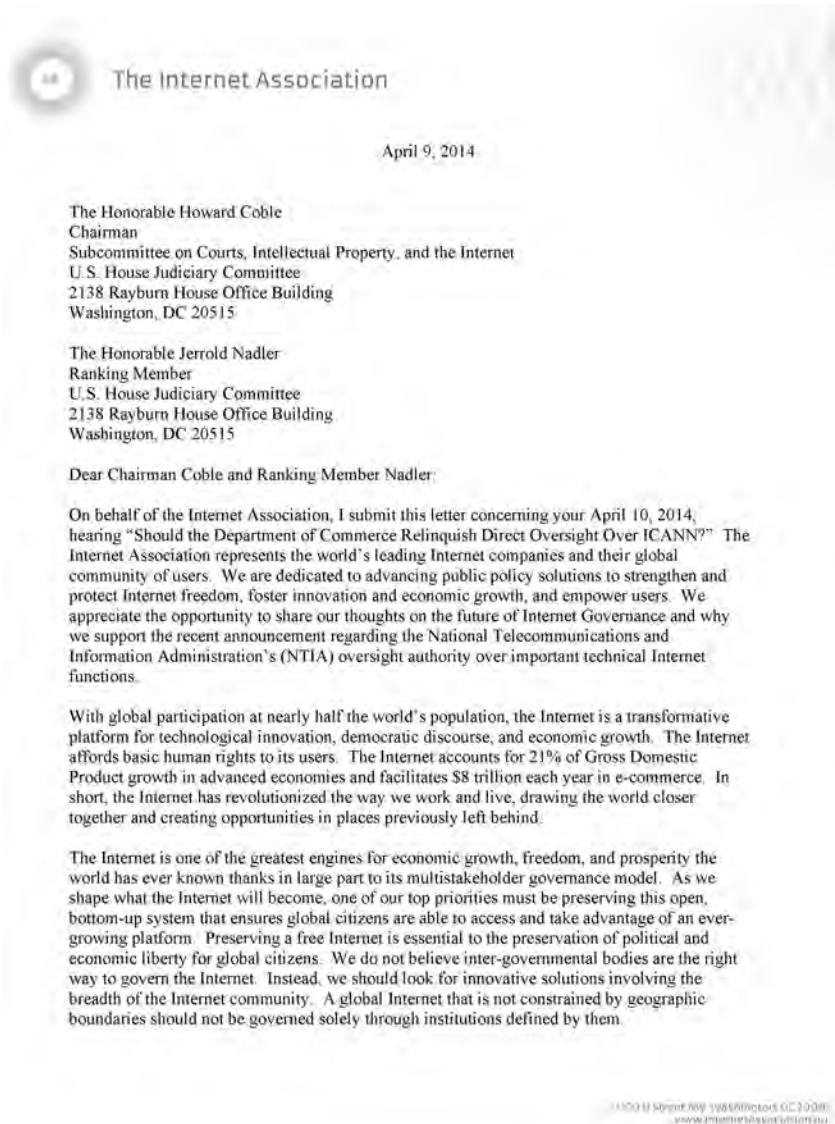 The Internet Association
April 9, 2014
The Honorable Howard Coble
Chairman
Subcommittee on Courts, Intellectual Property, and the Internet
U.S. House Judiciary Committee
2138 Rayburn House Office Building
Washington, DC 20515
The Honorable Jerrold Nadler
Ranking Member
U.S. House Judiciary Committee
2138 Rayburn House Office Building
Washington, DC 20515
Dear Chairman Coble and Ranking Member Nadler:
On behalf of the Internet Association, I submit this letter concerning your April 10, 2014,
hearing “Should the Department of Commerce Relinquish Direct Oversight Over ICANN?” The
Internet Association represents the world’s leading Internet companies and their global
community of users. We are dedicated to advancing public policy solutions to strengthen and
protect Internet freedom, foster innovation and economic growth, and empower users. We
appreciate the opportunity to share our thoughts on the future of Internet Governance and why
we support the recent announcement regarding the National Telecommunications and
Information Administration’s (NTIA) oversight authority over important technical Internet
functions.
With global participation at nearly half the world’s population, the Internet is a transformative
platform for technological innovation, democratic discourse, and economic growth. The Internet
affords basic human rights to its users. The Internet accounts for 21% of Gross Domestic
Product growth in advanced economies and facilitates $8 trillion each year in e-commerce. In
short, the Internet has revolutionized the way we work and live, drawing the world closer
together and creating opportunities in places previously left behind.
The Internet is one of the greatest engines for economic growth, freedom, and prosperity the
world has ever known thanks in large part to its multistakeholder governance model. As we
shape what the Internet will become, one of our top priorities must be preserving this open,
bottom-up system that ensures global citizens are able to access and take advantage of an ever-
growing platform. Preserving a free Internet is essential to the preservation of political and
economic liberty for global citizens. We do not believe inter-governmental bodies are the right
way to govern the Internet. Instead, we should look for innovative solutions involving the
breadth of the Internet community. A global Internet that is not constrained by geographic
boundaries should not be governed solely through institutions defined by them.